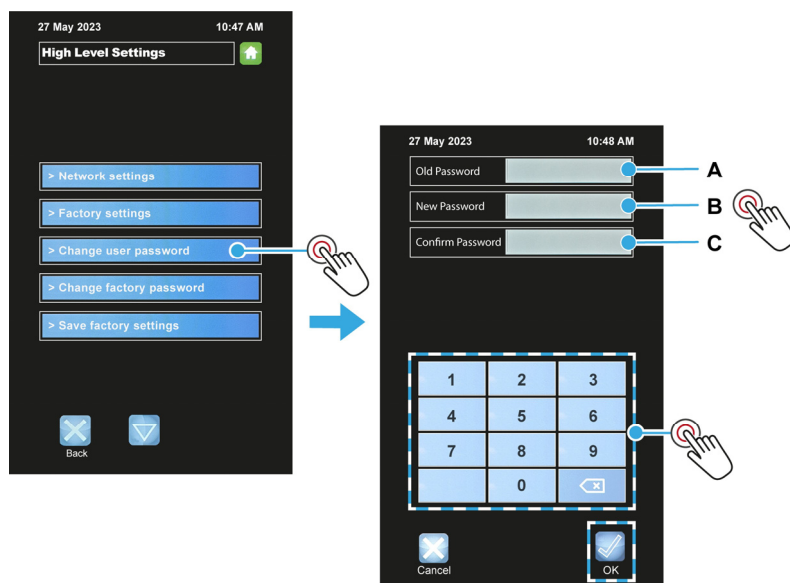 27 May 2023 10:47 AM
High Level Settings
> Network settings
> Factory settings
> Change user password
> Change factory password
> Save factory settings
Back
27 May 2023 10:48 AM
Old Password A
New Password B
Confirm Password C
1 2 3
4 5 6
7 8 9
0
Cancel OK